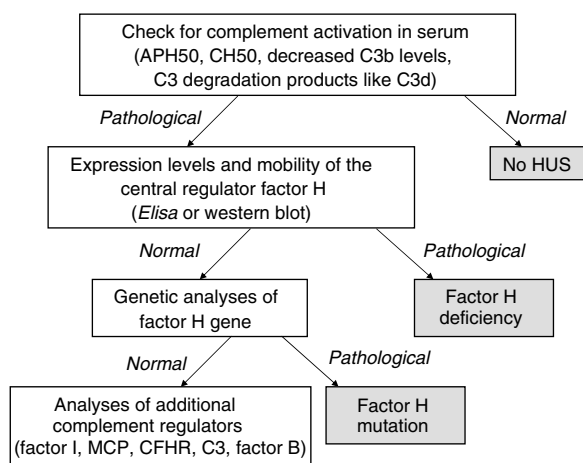 Check for complement activation in serum
(APH50, CH50, decreased C3b levels,
C3 degradation products like C3d)
Pathological
Normal
Expression levels and mobility of the
central regulator factor H
(Elisa or western blot)
No HUS
Normal
Pathological
Genetic analyses of
factor H gene
Factor H
deficiency
Normal
Pathological
Analyses of additional
complement regulators
(factor I, MCP, CFHR, C3, factor B)
Factor H
mutation